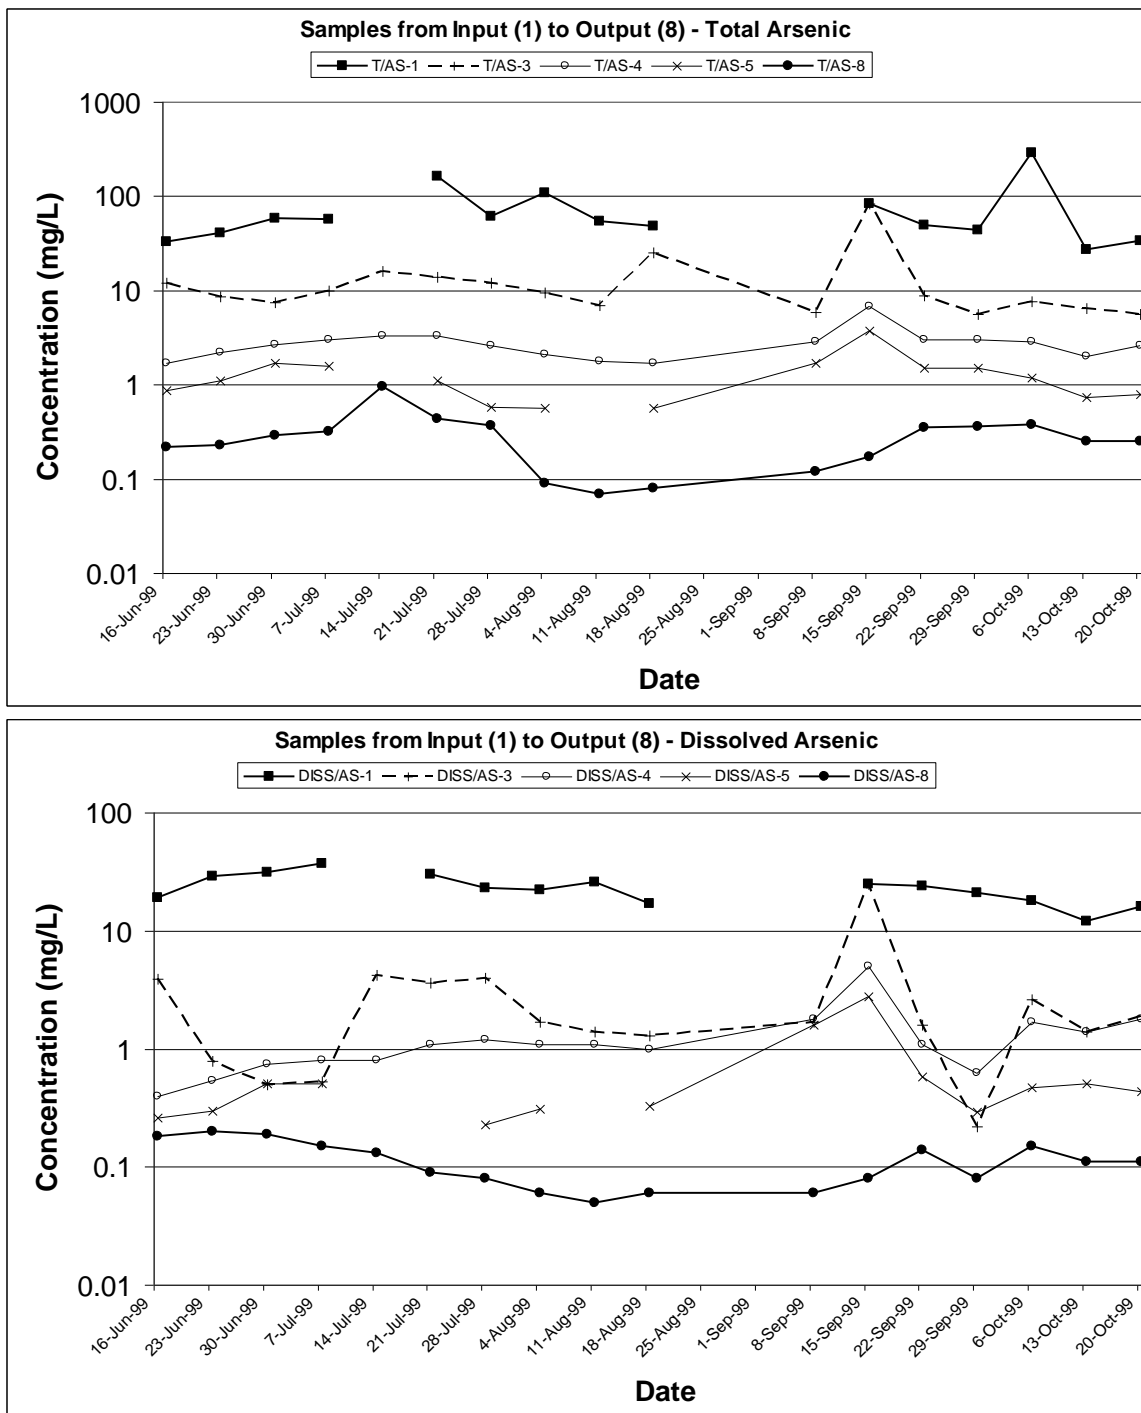 Samples from Input (1) to Output (8) - Total Arsenic
T/AS-1 T/AS-3 T/AS-4 T/AS-5 T/AS-8
Concentration (mg/L)
1000
100
10
1
0.1
0.01
16-Jun-99 23-Jun-99 30-Jun-99 7-Jul-99 14-Jul-99 21-Jul-99 28-Jul-99 4-Aug-99 11-Aug-99 18-Aug-99 25-Aug-99 1-Sep-99 8-Sep-99 15-Sep-99 22-Sep-99 29-Sep-99 6-Oct-99 13-Oct-99 20-Oct-99
Date
Samples from Input (1) to Output (8) - Dissolved Arsenic
DISS/AS-1 DISS/AS-3 DISS/AS-4 DISS/AS-5 DISS/AS-8
Concentration (mg/L)
100
10
1
0.1
0.01
16-Jun-99 23-Jun-99 30-Jun-99 7-Jul-99 14-Jul-99 21-Jul-99 28-Jul-99 4-Aug-99 11-Aug-99 18-Aug-99 25-Aug-99 1-Sep-99 8-Sep-99 15-Sep-99 22-Sep-99 29-Sep-99 6-Oct-99 13-Oct-99 20-Oct-99
Date